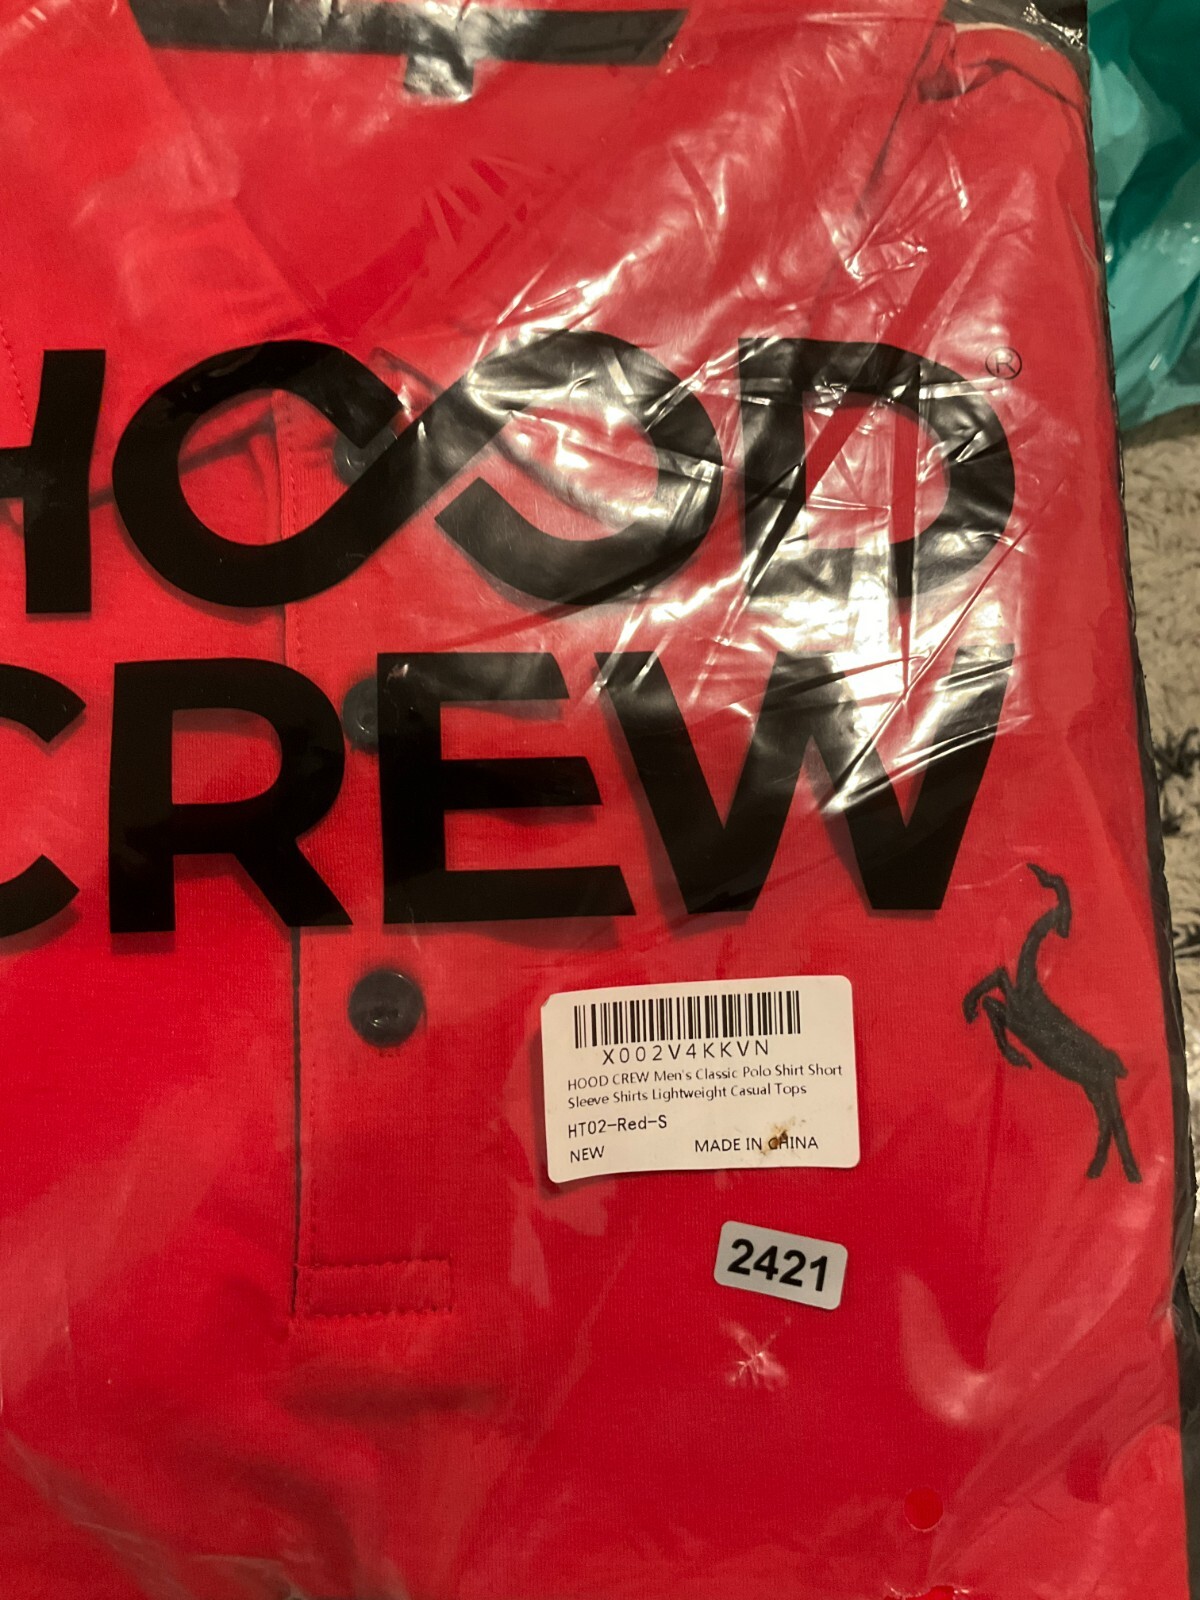 HOOD®
CREW
X002V4KKVN
HOOD CREW Men's Classic Polo Shirt Short
Sleeve Shirts Lightweight Casual Tops
HT02-Red-S
NEW MADE IN CHINA
2421